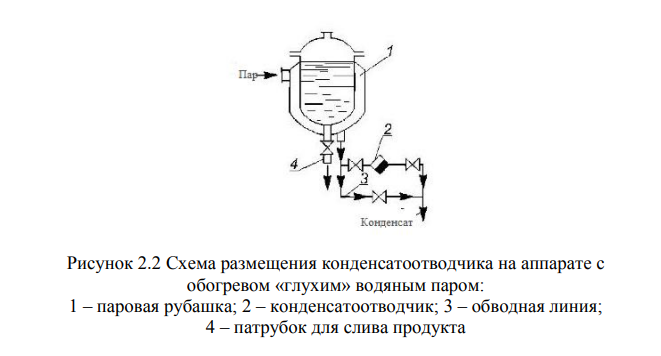 1
Пар
2
4
3
Конденсат
Рисунок 2.2 Схема размещения конденсатоотводчика на аппарате с
обогревом «глухим» водяным паром:
1 – паровая рубашка; 2 – конденсатоотводчик; 3 – обводная линия;
4 – патрубок для слива продукта